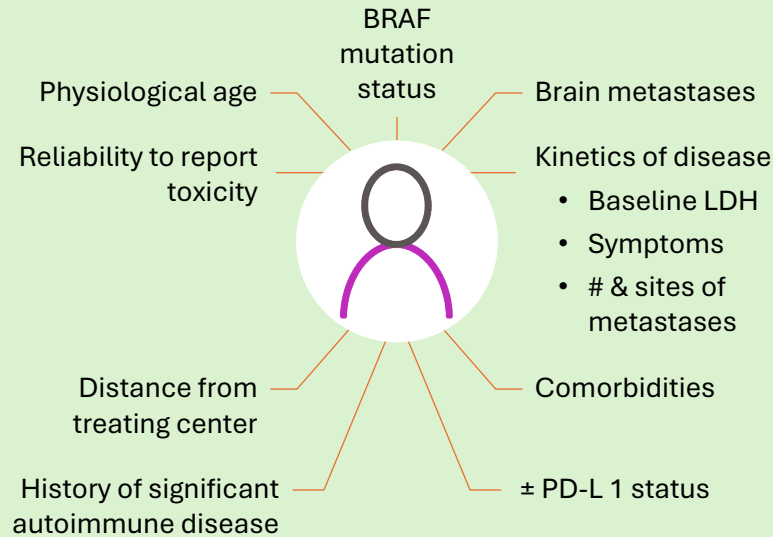 BRAF
mutation
status
Physiological age
Brain metastases
Reliability to report
toxicity
Kinetics of disease
• Baseline LDH
• Symptoms
• # & sites of
metastases
Distance from
treating center
Comorbidities
History of significant
autoimmune disease
± PD-L 1 status